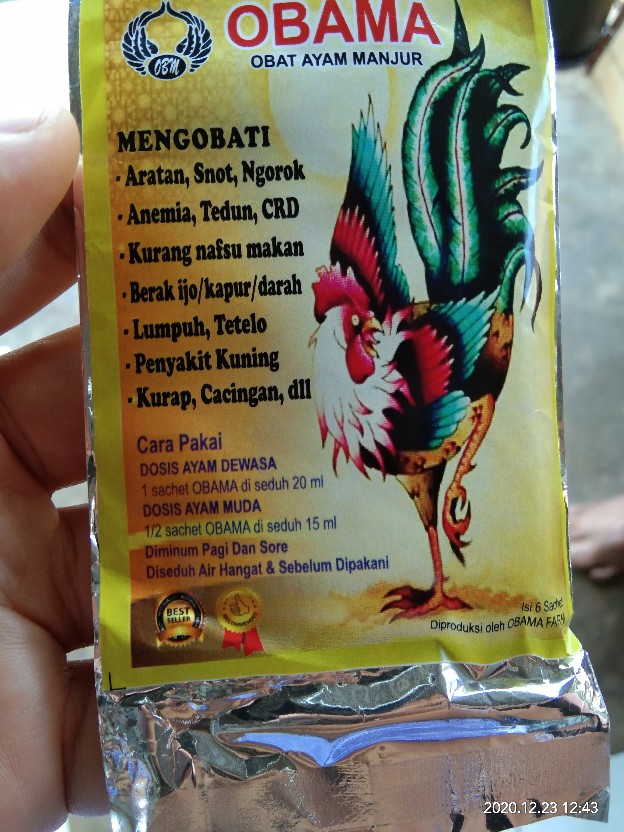 OBM
OBAMA
OBAT AYAM MANJUR
MENGOBATI
· Aratan, Snot, Ngorok
· Anemia, Tedun, CRD
· Kurang nafsu makan
· Berak ijo/kapur/darah
· Lumpuh, Tetelo
· Penyakit Kuning
· Kurap, Cacingan, dll
Cara Pakai
DOSIS AYAM DEWASA
1 sachet OBAMA di seduh 20 ml
DOSIS AYAM MUDA
1/2 sachet OBAMA di seduh 15 ml
Diminum Pagi Dan Sore
Diseduh Air Hangat & Sebelum Dipakani
BEST
SELLER
Isi 6 Sachet
Diproduksi oleh OBAMA FARM
2020.12.23 12:43